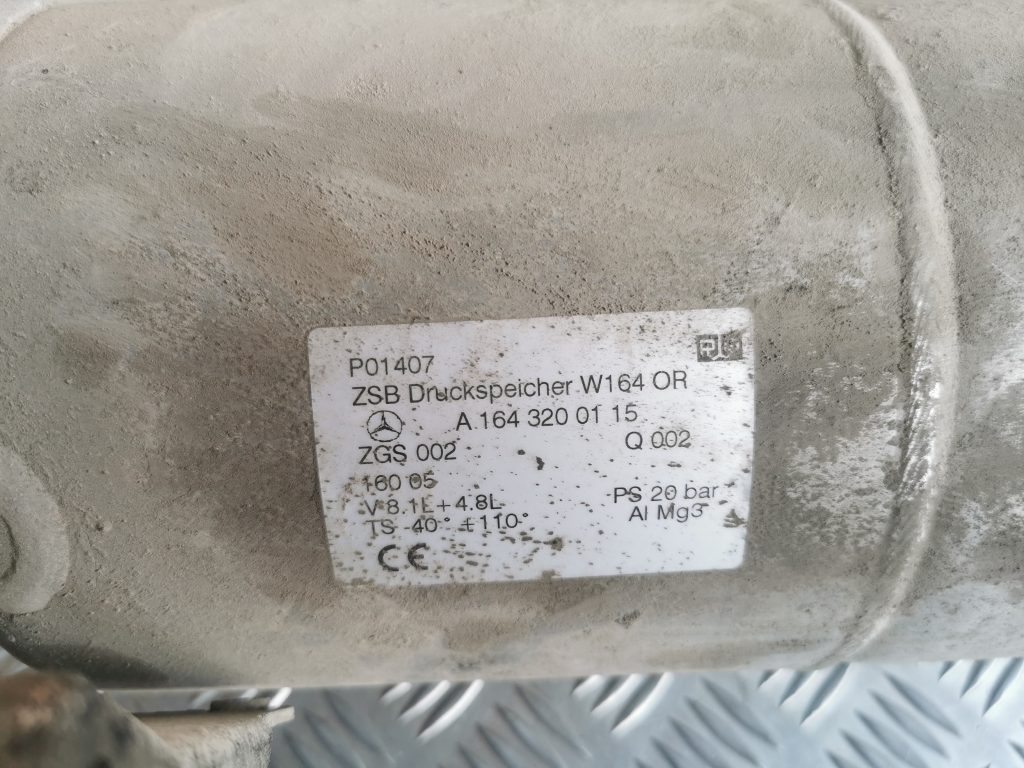 P01407
ZSB Druckspeicher W164 OR
A 164 320 01 15
ZGS 002 Q 002
160 05
V 8.1L + 4.8L PS 20 bar
TS -40° +110° Al Mg3
CE